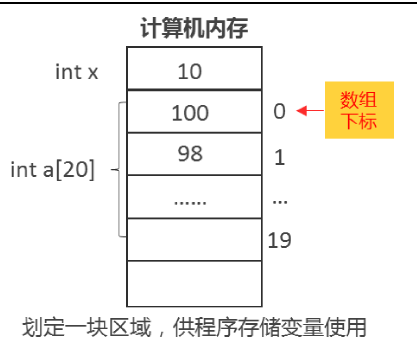 计算机内存
int x
10
100
0
数组
下标
98
1
int a[20]
……
…
19
划定一块区域，供程序存储变量使用